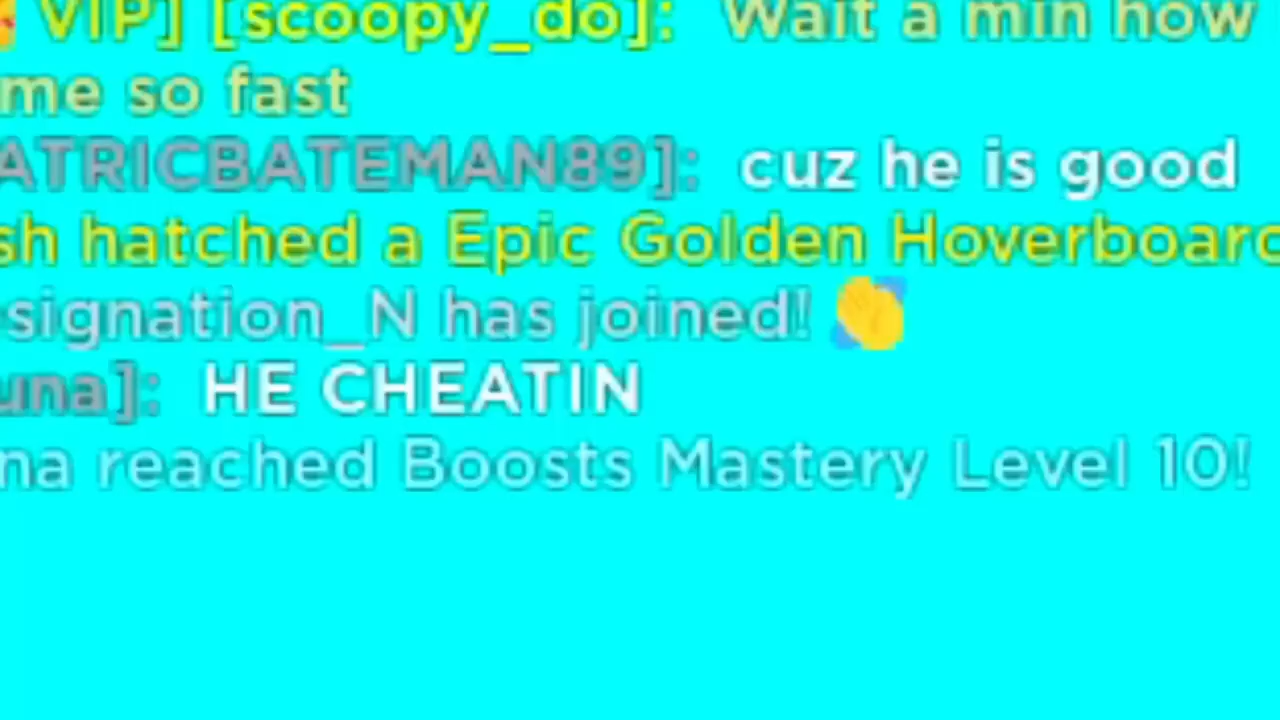 VIP] [scoopy_do]: Wait a min how
me so fast
ATRICBATEMAN89]: cuz he is good
sh hatched a Epic Golden Hoverboard
signation_N has joined! 👏
una]: HE CHEATIN
na reached Boosts Mastery Level 10!